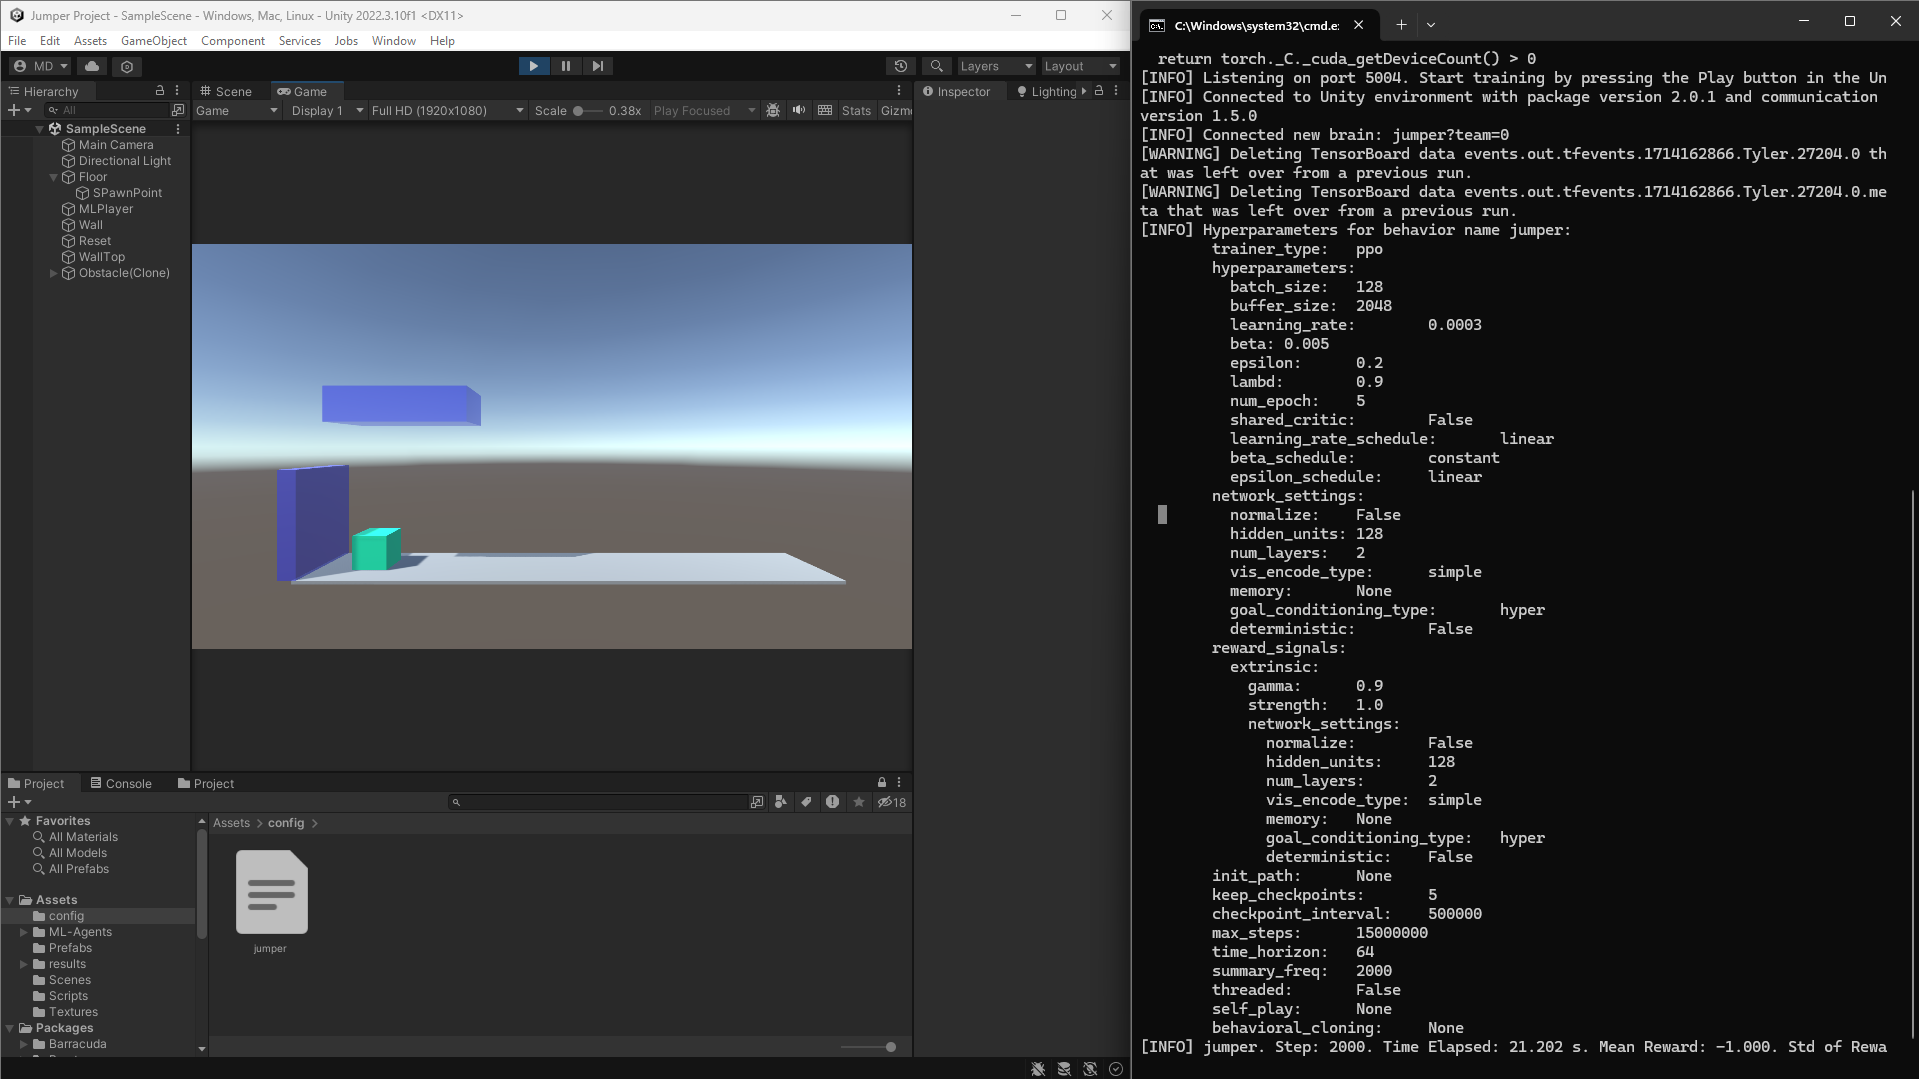 Jumper Project - SampleScene - Windows, Mac, Linux - Unity 2022.3.10f1 <DX11>
File Edit Assets GameObject Component Services Jobs Window Help
MD
Layers
Layout
Hierarchy
All
SampleScene
Main Camera
Directional Light
Floor
SPawnPoint
MLPlayer
Wall
Reset
WallTop
Obstacle(Clone)
Scene
Game
Game
Display 1
Full HD (1920x1080)
Scale
0.38x
Play Focused
Stats
Gizm
Inspector
Lighting
Project
Console
Project
18
Favorites
All Materials
All Models
All Prefabs
Assets
config
ML-Agents
Prefabs
results
Scenes
Scripts
Textures
Packages
Barracuda
Assets > config >
jumper
C:\Windows\system32\cmd.e:
return torch._C._cuda_getDeviceCount() > 0
[INFO] Listening on port 5004. Start training by pressing the Play button in the Un
[INFO] Connected to Unity environment with package version 2.0.1 and communication
version 1.5.0
[INFO] Connected new brain: jumper?team=0
[WARNING] Deleting TensorBoard data events.out.tfevents.1714162866.Tyler.27204.0 th
at was left over from a previous run.
[WARNING] Deleting TensorBoard data events.out.tfevents.1714162866.Tyler.27204.0.me
ta that was left over from a previous run.
[INFO] Hyperparameters for behavior name jumper:
trainer_type: ppo
hyperparameters:
batch_size: 128
buffer_size: 2048
learning_rate: 0.0003
beta: 0.005
epsilon: 0.2
lambd: 0.9
num_epoch: 5
shared_critic: False
learning_rate_schedule: linear
beta_schedule: constant
epsilon_schedule: linear
network_settings:
normalize: False
hidden_units: 128
num_layers: 2
vis_encode_type: simple
memory: None
goal_conditioning_type: hyper
deterministic: False
reward_signals:
extrinsic:
gamma: 0.9
strength: 1.0
network_settings:
normalize: False
hidden_units: 128
num_layers: 2
vis_encode_type: simple
memory: None
goal_conditioning_type: hyper
deterministic: False
init_path: None
keep_checkpoints: 5
checkpoint_interval: 500000
max_steps: 15000000
time_horizon: 64
summary_freq: 2000
threaded: False
self_play: None
behavioral_cloning: None
[INFO] jumper. Step: 2000. Time Elapsed: 21.202 s. Mean Reward: -1.000. Std of Rewa